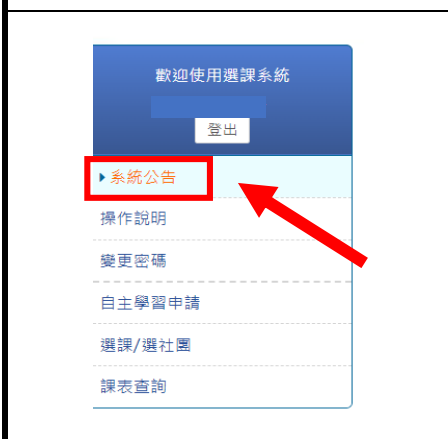 歡迎使用選課系統
登出
系統公告
操作說明
變更密碼
自主學習申請
選課/選社團
課表查詢